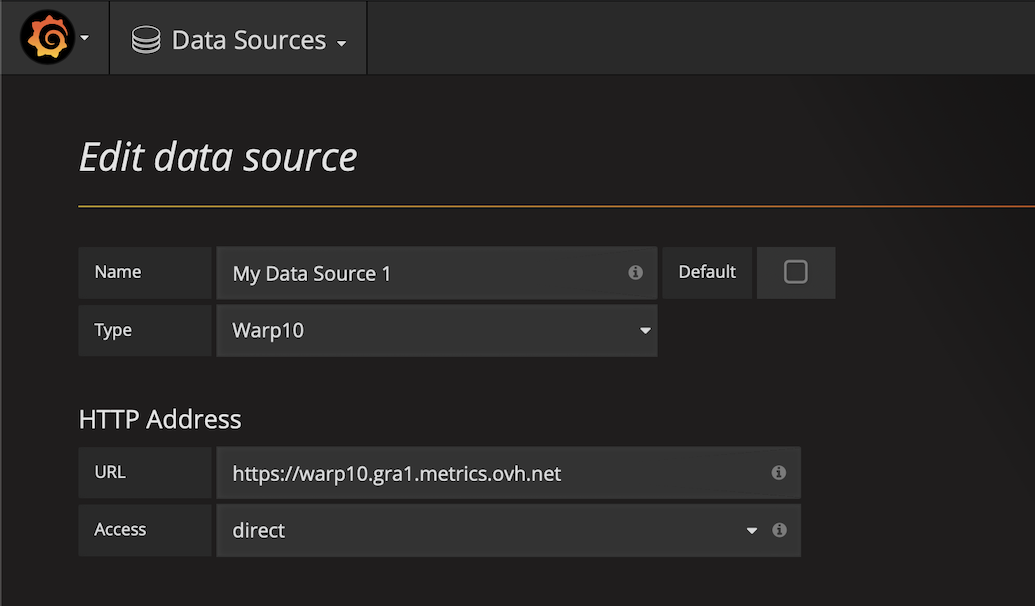 Data Sources
Edit data source
Name My Data Source 1 Default
Type Warp10
HTTP Address
URL https://warp10.gra1.metrics.ovh.net
Access direct